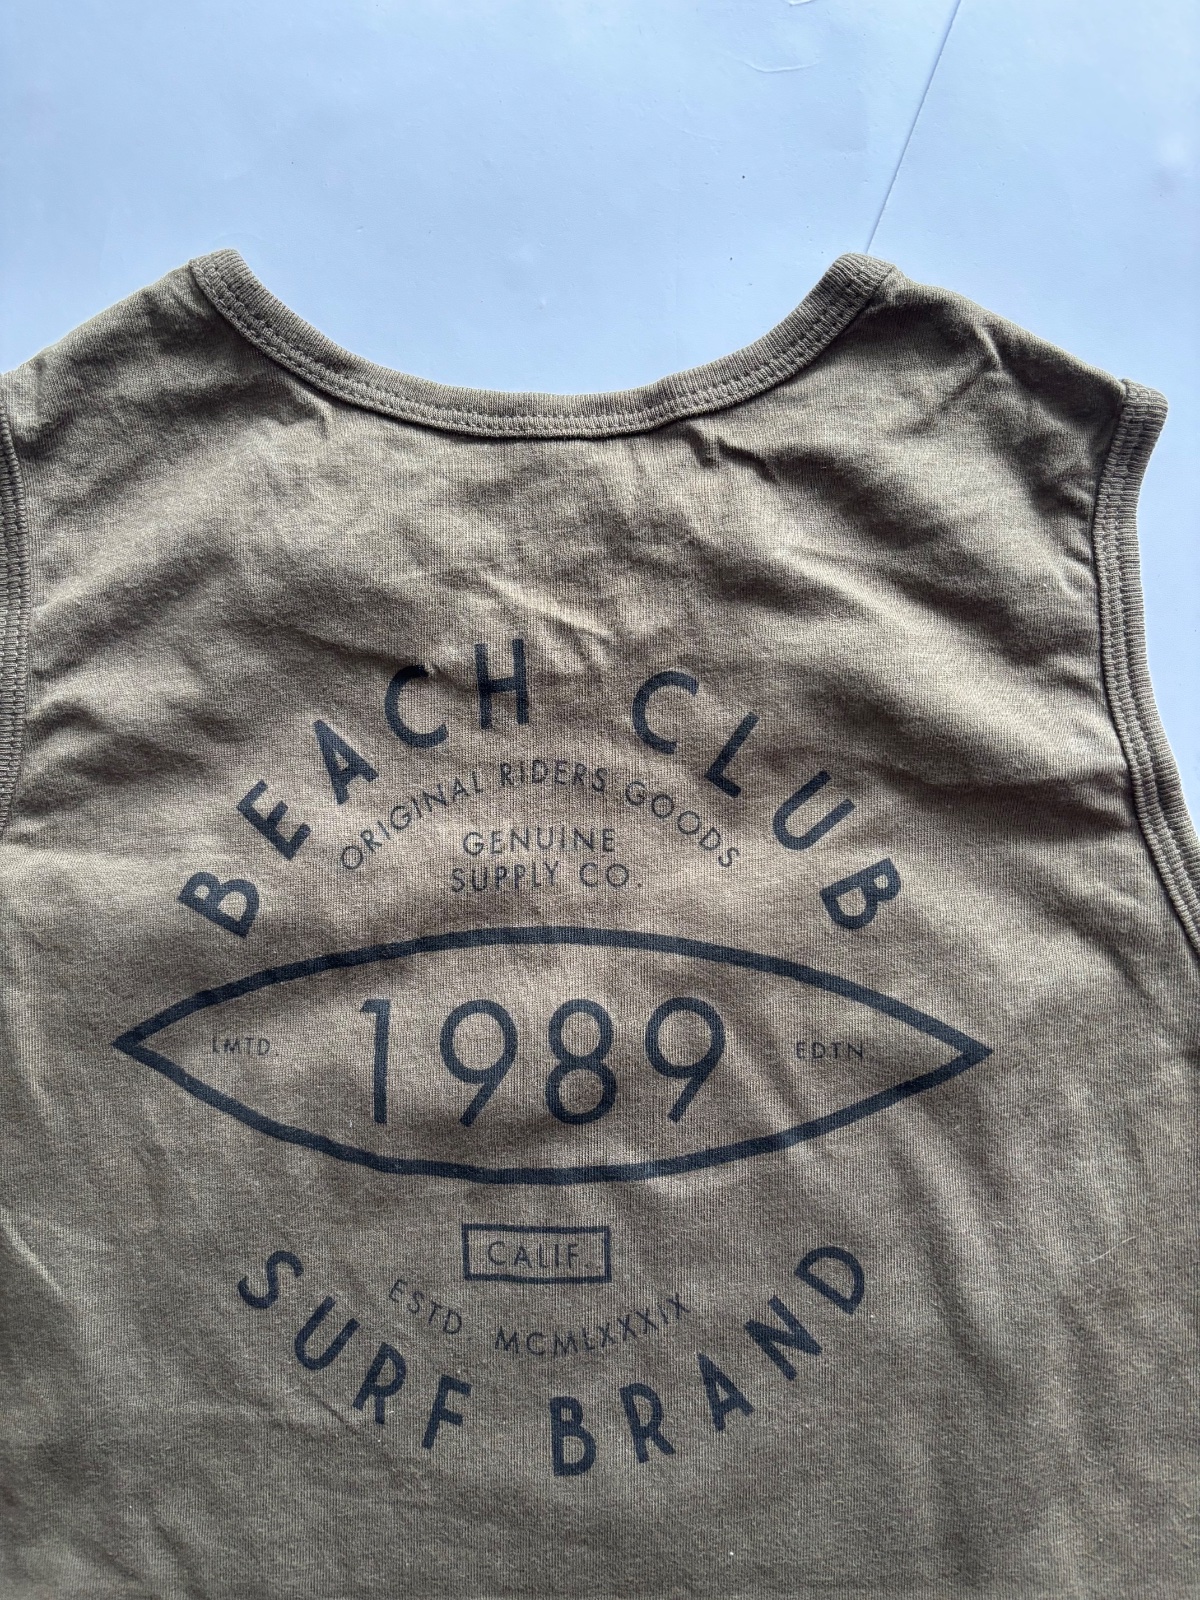 BEACH CLUB
ORIGINAL RIDERS GOODS
GENUINE
SUPPLY CO.
LMTD. 1989 EDTN
CALIF.
ESTD. MCMLXXXIX
SURF BRAND